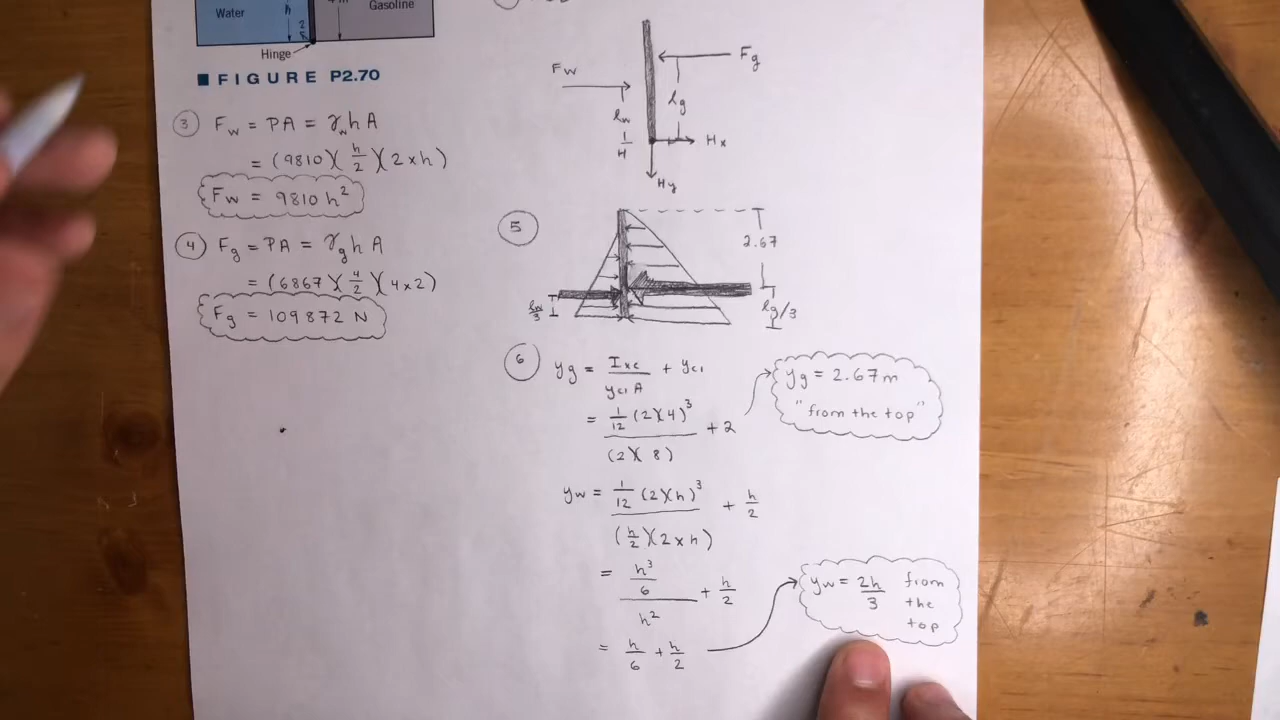 Water
h
2
Gasoline
Hinge
■ FIGURE P2.70
3 Fw = PA = γw h A
= (9810)(h/2)(2×h)
Fw = 9810 h²
4 Fg = PA = γg h A
= (6867)(4/2)(4×2)
Fg = 109872 N
Fw
Fg
lw
lg
Hx
Hy
5
2.67
lw/3
lg/3
6 yg = Ixc/(yc1 A) + yc1
= 1/12 (2)(4)³ / (2)(8) + 2
yg = 2.67m
"from the top"
yw = 1/12 (2)(h)³ / (h/2)(2×h) + h/2
= h³/6 / h² + h/2
= h/6 + h/2
yw = 2h/3 from
the
top